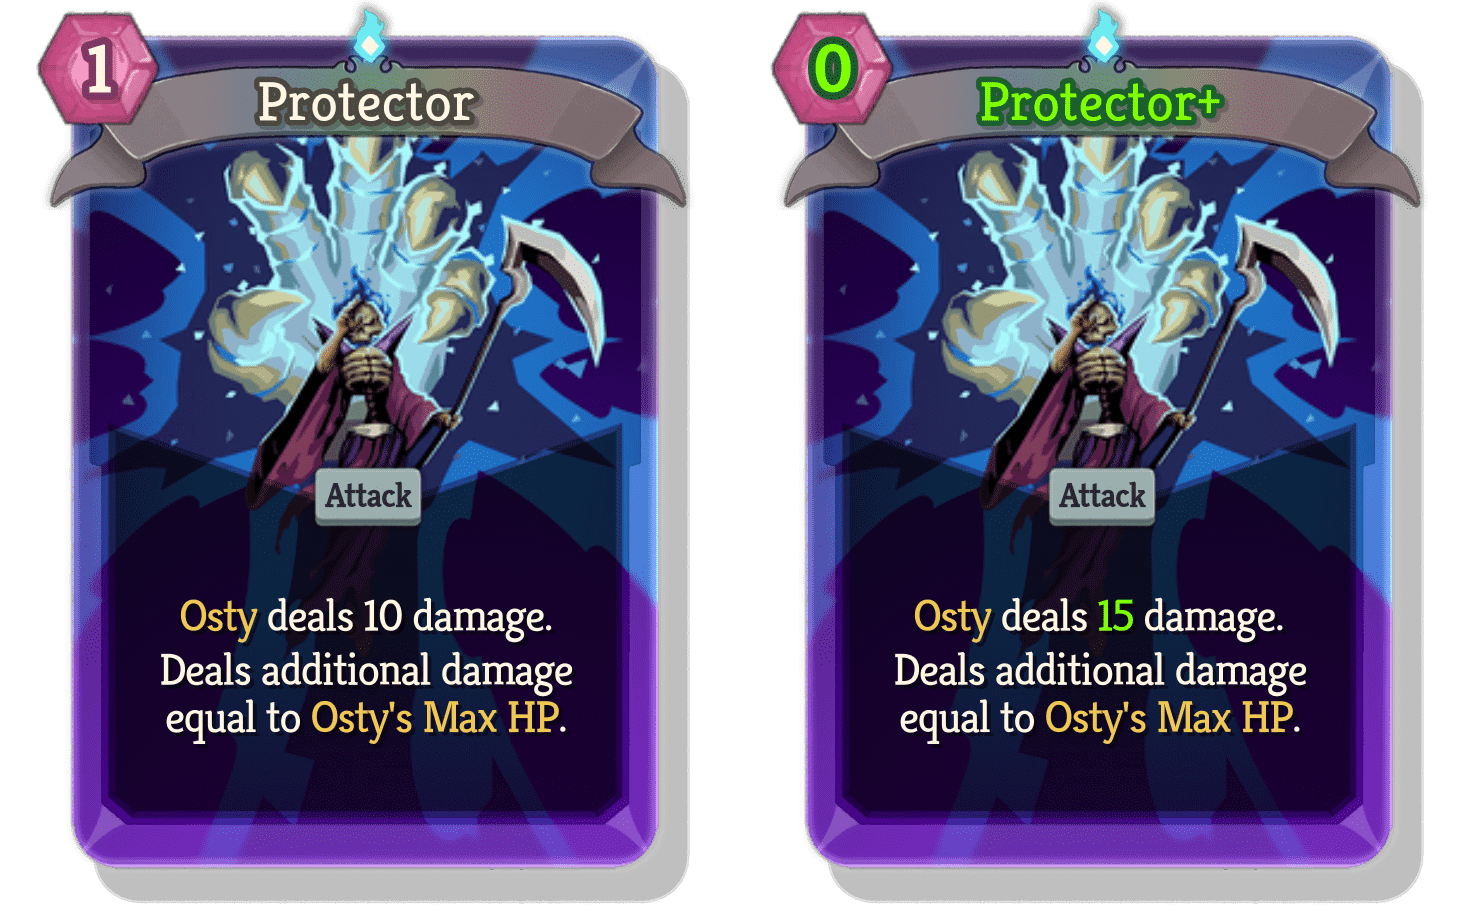 1
Protector
Attack
Osty deals 10 damage.
Deals additional damage
equal to Osty's Max HP.
0
Protector+
Attack
Osty deals 15 damage.
Deals additional damage
equal to Osty's Max HP.